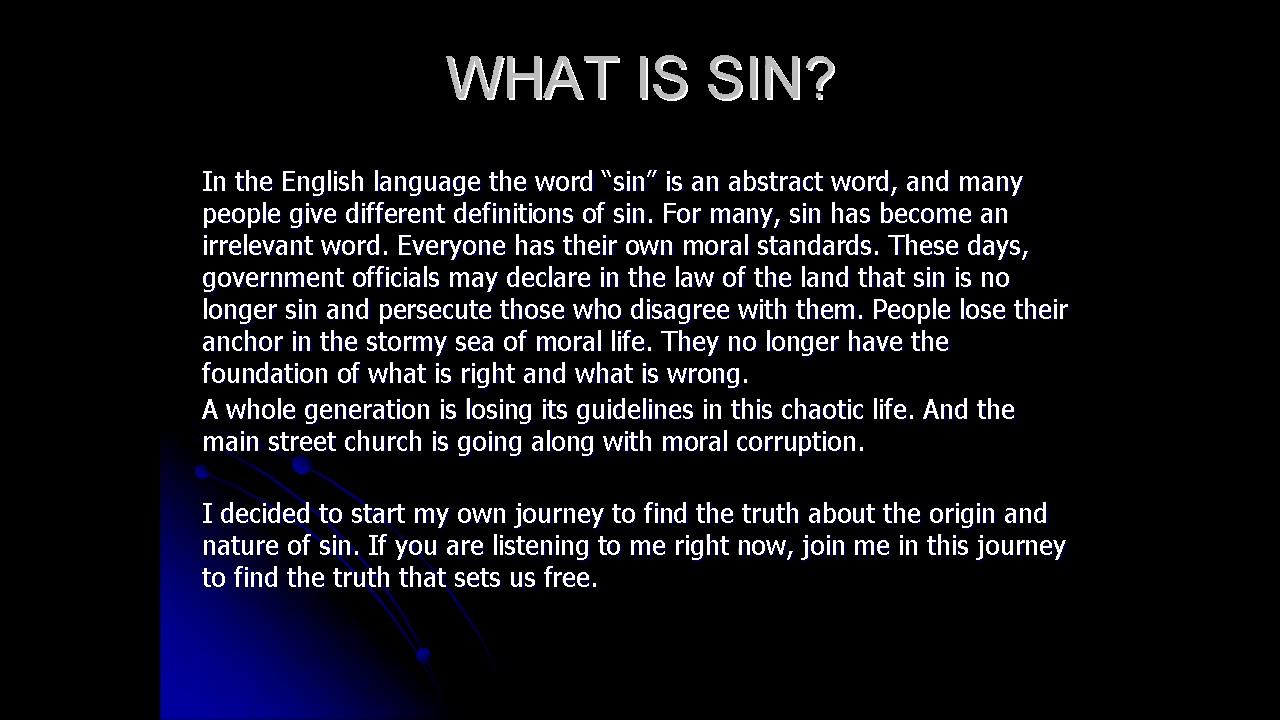 WHAT IS SIN?
In the English language the word “sin” is an abstract word, and many
people give different definitions of sin. For many, sin has become an
irrelevant word. Everyone has their own moral standards. These days,
government officials may declare in the law of the land that sin is no
longer sin and persecute those who disagree with them. People lose their
anchor in the stormy sea of moral life. They no longer have the
foundation of what is right and what is wrong.
A whole generation is losing its guidelines in this chaotic life. And the
main street church is going along with moral corruption.
I decided to start my own journey to find the truth about the origin and
nature of sin. If you are listening to me right now, join me in this journey
to find the truth that sets us free.